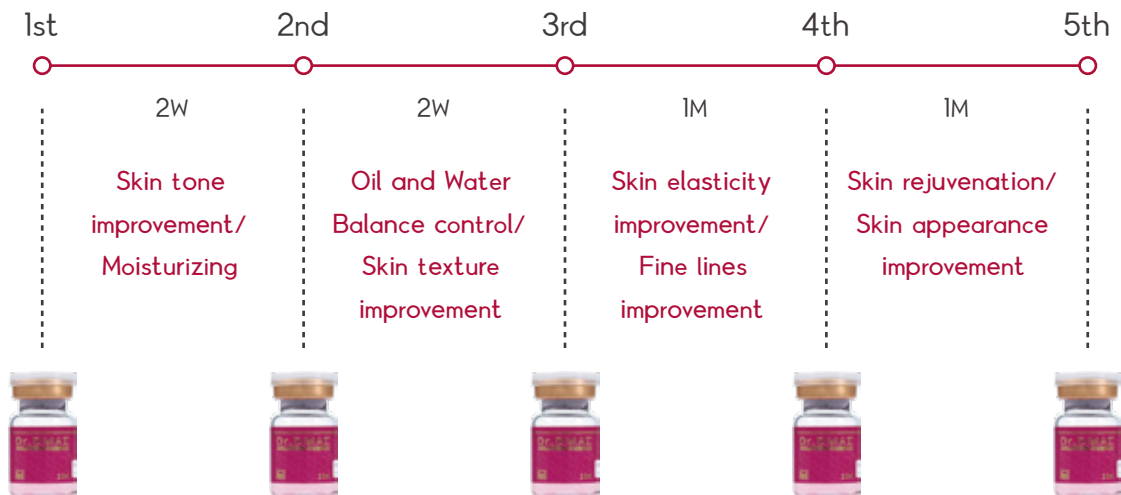 1st
2nd
3rd
4th
5th
2W
2W
1M
1M
Skin tone
improvement/
Moisturizing
Oil and Water
Balance control/
Skin texture
improvement
Skin elasticity
improvement/
Fine lines
improvement
Skin rejuvenation/
Skin appearance
improvement